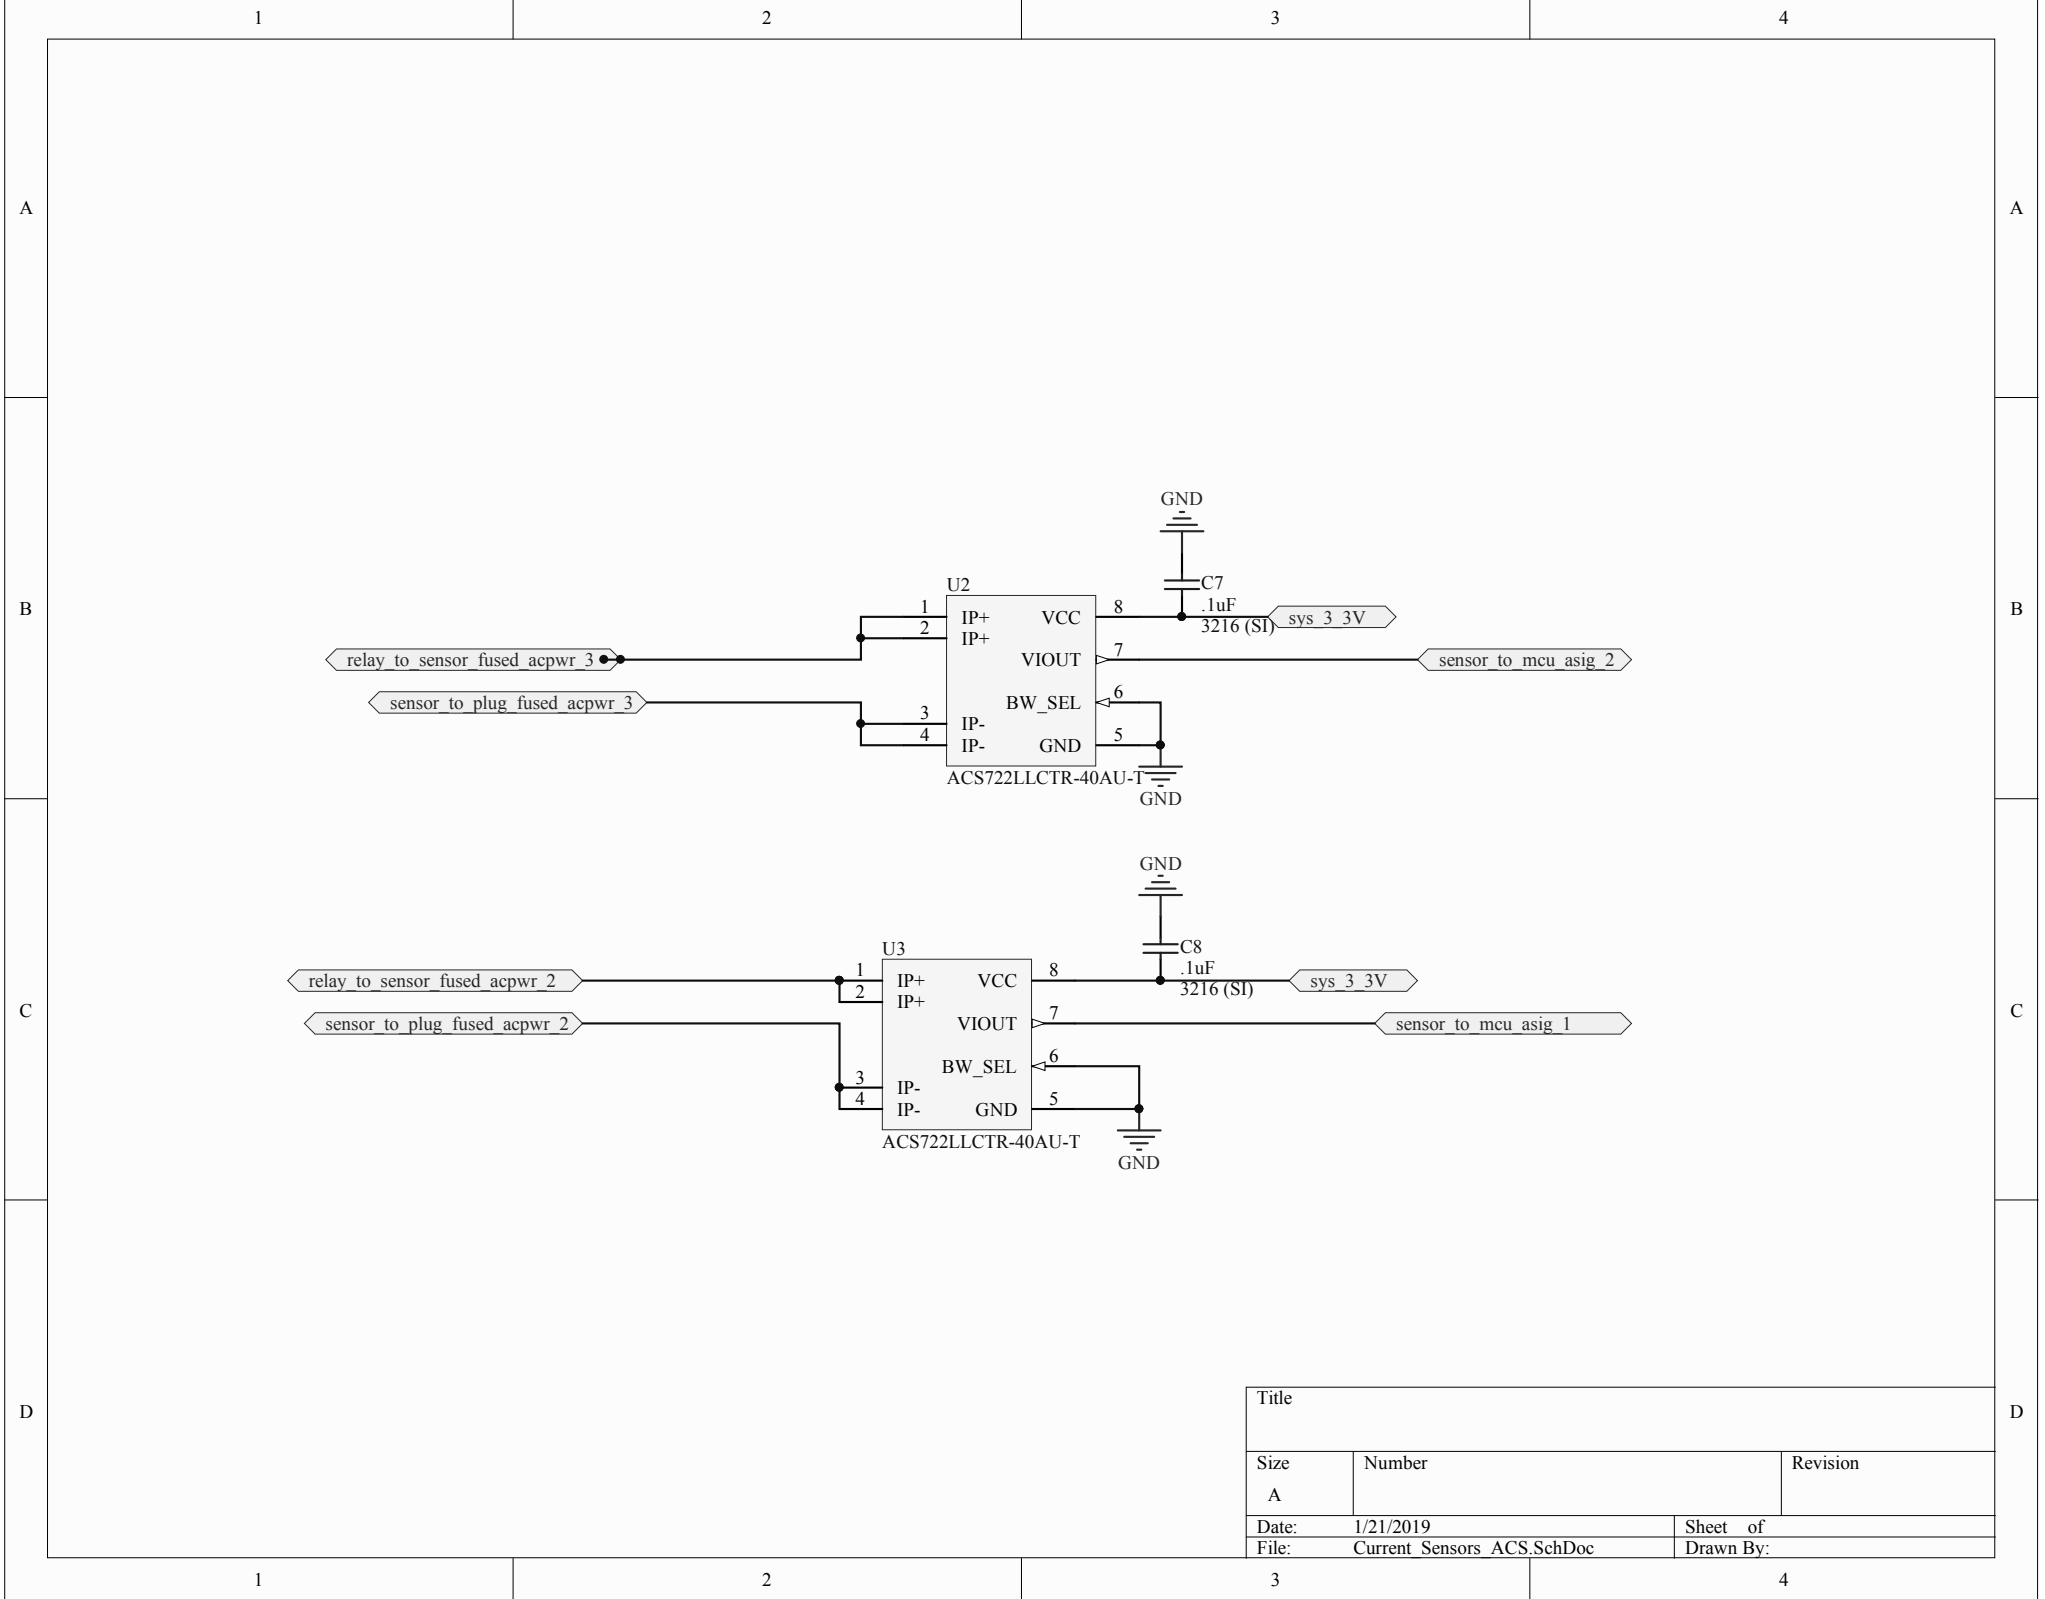 1 2 3 4
A A
GND
U2
C7
B B
1 IP+ VCC 8 .1uF sys_3_3V
2 IP+ 3216 (SI)
relay_to_sensor_fused_acpwr_3 VIOUT 7 sensor_to_mcu_asig_2
sensor_to_plug_fused_acpwr_3 BW_SEL 6
3 IP-
4 IP- GND 5
ACS722LLCTR-40AU-T
GND
GND
U3 C8
.1uF
relay_to_sensor_fused_acpwr_2 1 IP+ VCC 8 sys_3_3V
2 IP+ 3216 (SI)
C C
sensor_to_plug_fused_acpwr_2 VIOUT 7 sensor_to_mcu_asig_1
BW_SEL 6
3 IP-
4 IP- GND 5
ACS722LLCTR-40AU-T
GND
Title
D D
Size Number Revision
A
Date: 1/21/2019 Sheet of
File: Current_Sensors_ACS.SchDoc Drawn By:
1 2 3 4